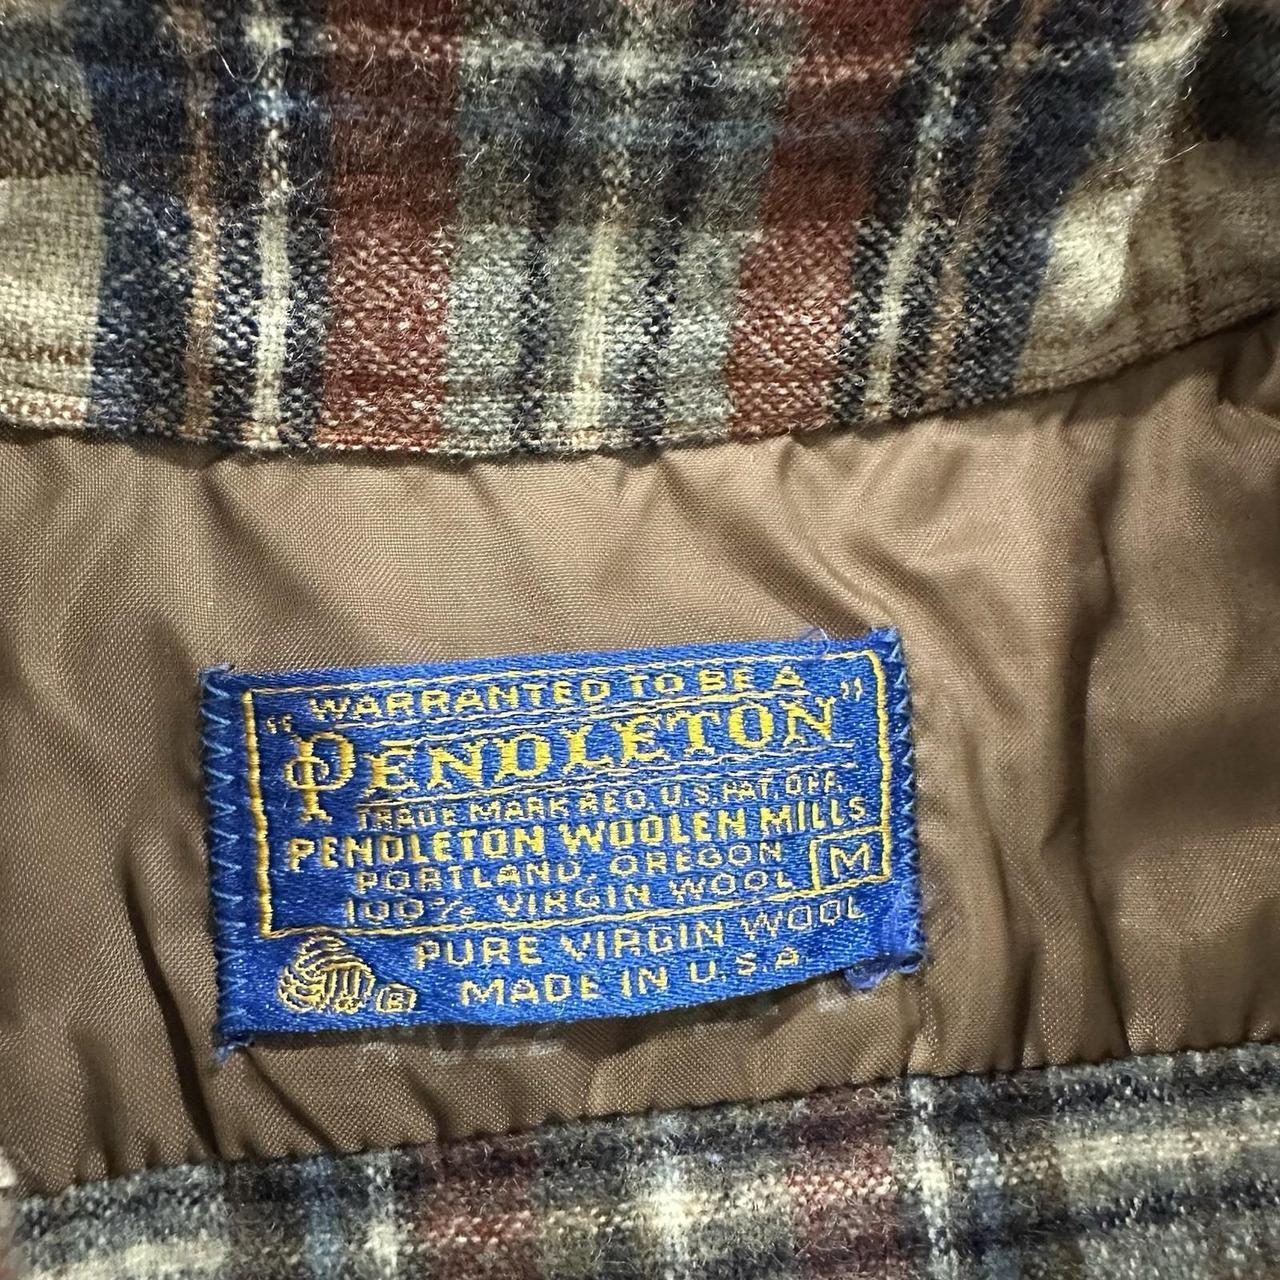 WARRANTED TO BE A
"PENDLETON"
TRADE MARK REG. U.S. PAT. OFF.
PENDLETON WOOLEN MILLS
PORTLAND, OREGON
100% VIRGIN WOOL M
PURE VIRGIN WOOL
MADE IN U.S.A.